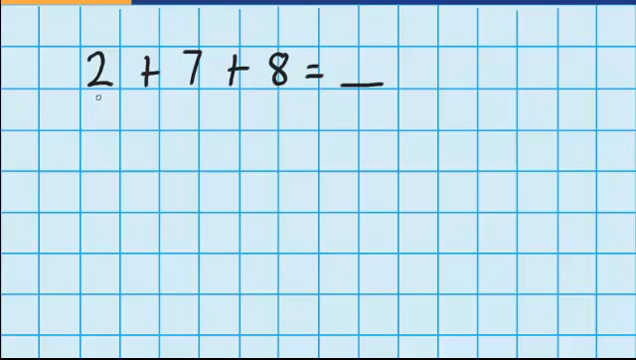 2 + 7 + 8 = __